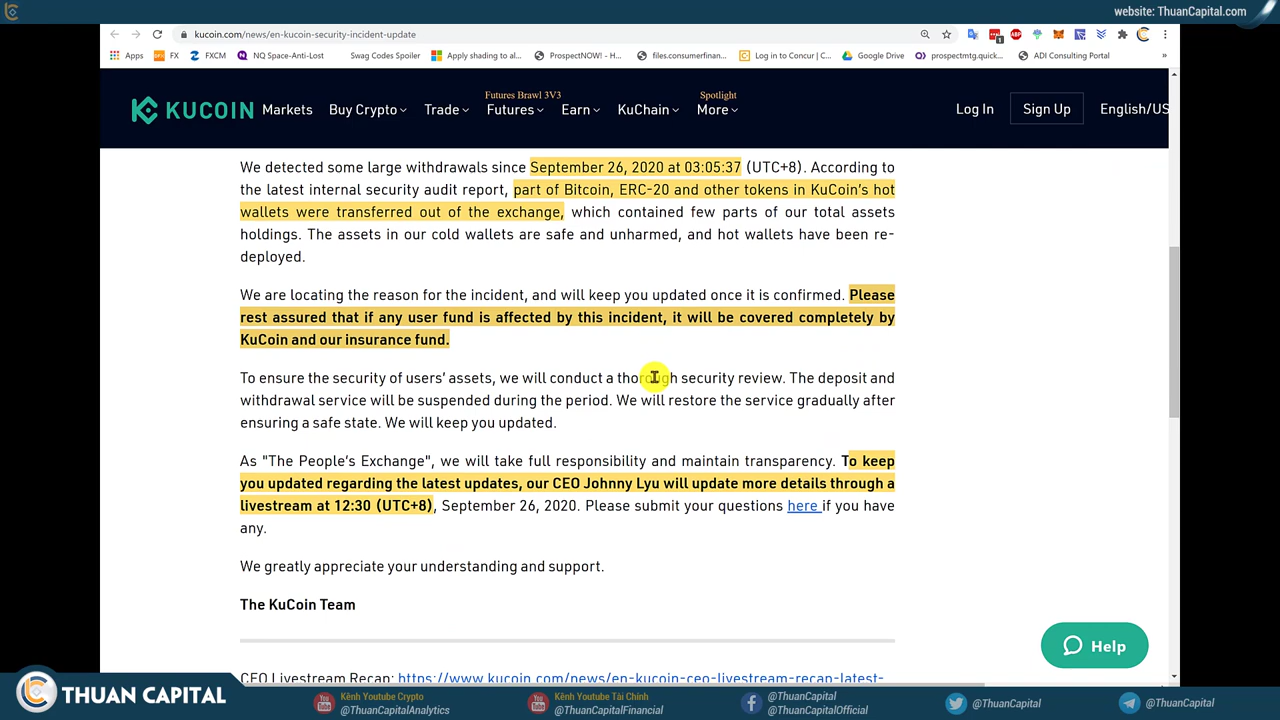 website: ThuanCapital.com
kucoin.com/news/en-kucoin-security-incident-update
Apps FX FXCM NQ Space-Until Swag Codes Spoiler Apply shading to al... ProspectNOW! - H... files.consumerfinan... Log in to Concur | C... Google Drive prospectmtg.quick... ADI Consulting Portal »
Futures Brawl 3V3 Spotlight
KUCOIN Markets Buy Crypto Trade Futures Earn KuChain More Log In Sign Up English/US
We detected some large withdrawals since September 26, 2020 at 03:05:37 (UTC+8). According to
the latest internal security audit report, part of Bitcoin, ERC-20 and other tokens in KuCoin's hot
wallets were transferred out of the exchange, which contained few parts of our total assets
holdings. The assets in our cold wallets are safe and unharmed, and hot wallets have been re-
deployed.
We are locating the reason for the incident, and will keep you updated once it is confirmed. Please
rest assured that if any user fund is affected by this incident, it will be covered completely by
KuCoin and our insurance fund.
To ensure the security of users' assets, we will conduct a thorough security review. The deposit and
withdrawal service will be suspended during the period. We will restore the service gradually after
ensuring a safe state. We will keep you updated.
As "The People's Exchange", we will take full responsibility and maintain transparency. To keep
you updated regarding the latest updates, our CEO Johnny Lyu will update more details through a
livestream at 12:30 (UTC+8), September 26, 2020. Please submit your questions here if you have
any.
We greatly appreciate your understanding and support.
The KuCoin Team
Help
CEO Livestream Recap: https://www.kucoin.com/news/en-kucoin-ceo-livestream-recap-latest-
THUAN CAPITAL
Kênh Youtube Crypto
@ThuanCapitalAnalytics
Kênh Youtube Tài Chính
@ThuanCapitalFinancial
@ThuanCapital
@ThuanCapitalOfficial
@ThuanCapital
@ThuanCapital